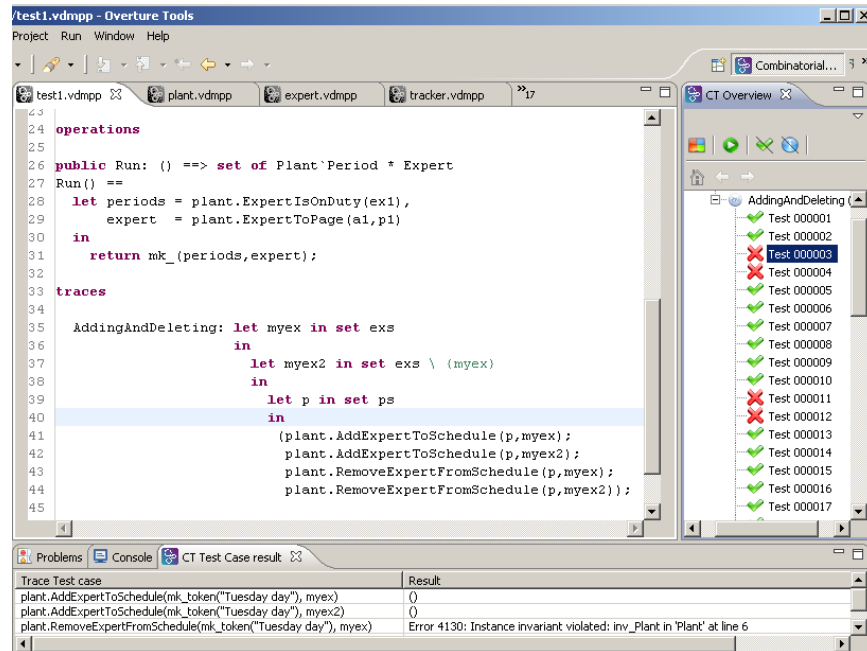 /test1.vdmpp - Overture Tools
Project Run Window Help
Combinatorial...
test1.vdmpp plant.vdmpp expert.vdmpp tracker.vdmpp 17
CT Overview
23
24 operations
25
26 public Run: () ==> set of Plant`Period * Expert
27 Run() ==
28 let periods = plant.ExpertIsOnDuty(ex1),
29 expert = plant.ExpertToPage(a1,p1)
30 in
31 return mk_(periods,expert);
32
33 traces
34
35 AddingAndDeleting: let myex in set exs
36 in
37 let myex2 in set exs \ {myex}
38 in
39 let p in set ps
40 in
41 (plant.AddExpertToSchedule(p,myex);
42 plant.AddExpertToSchedule(p,myex2);
43 plant.RemoveExpertFromSchedule(p,myex);
44 plant.RemoveExpertFromSchedule(p,myex2));
45
AddingAndDeleting (
Test 000001
Test 000002
Test 000003
Test 000004
Test 000005
Test 000006
Test 000007
Test 000008
Test 000009
Test 000010
Test 000011
Test 000012
Test 000013
Test 000014
Test 000015
Test 000016
Test 000017
Problems Console CT Test Case result
Trace Test case Result
plant.AddExpertToSchedule(mk_token("Tuesday day"), myex) ()
plant.AddExpertToSchedule(mk_token("Tuesday day"), myex2) ()
plant.RemoveExpertFromSchedule(mk_token("Tuesday day"), myex) Error 4130: Instance invariant violated: inv_Plant in 'Plant' at line 6